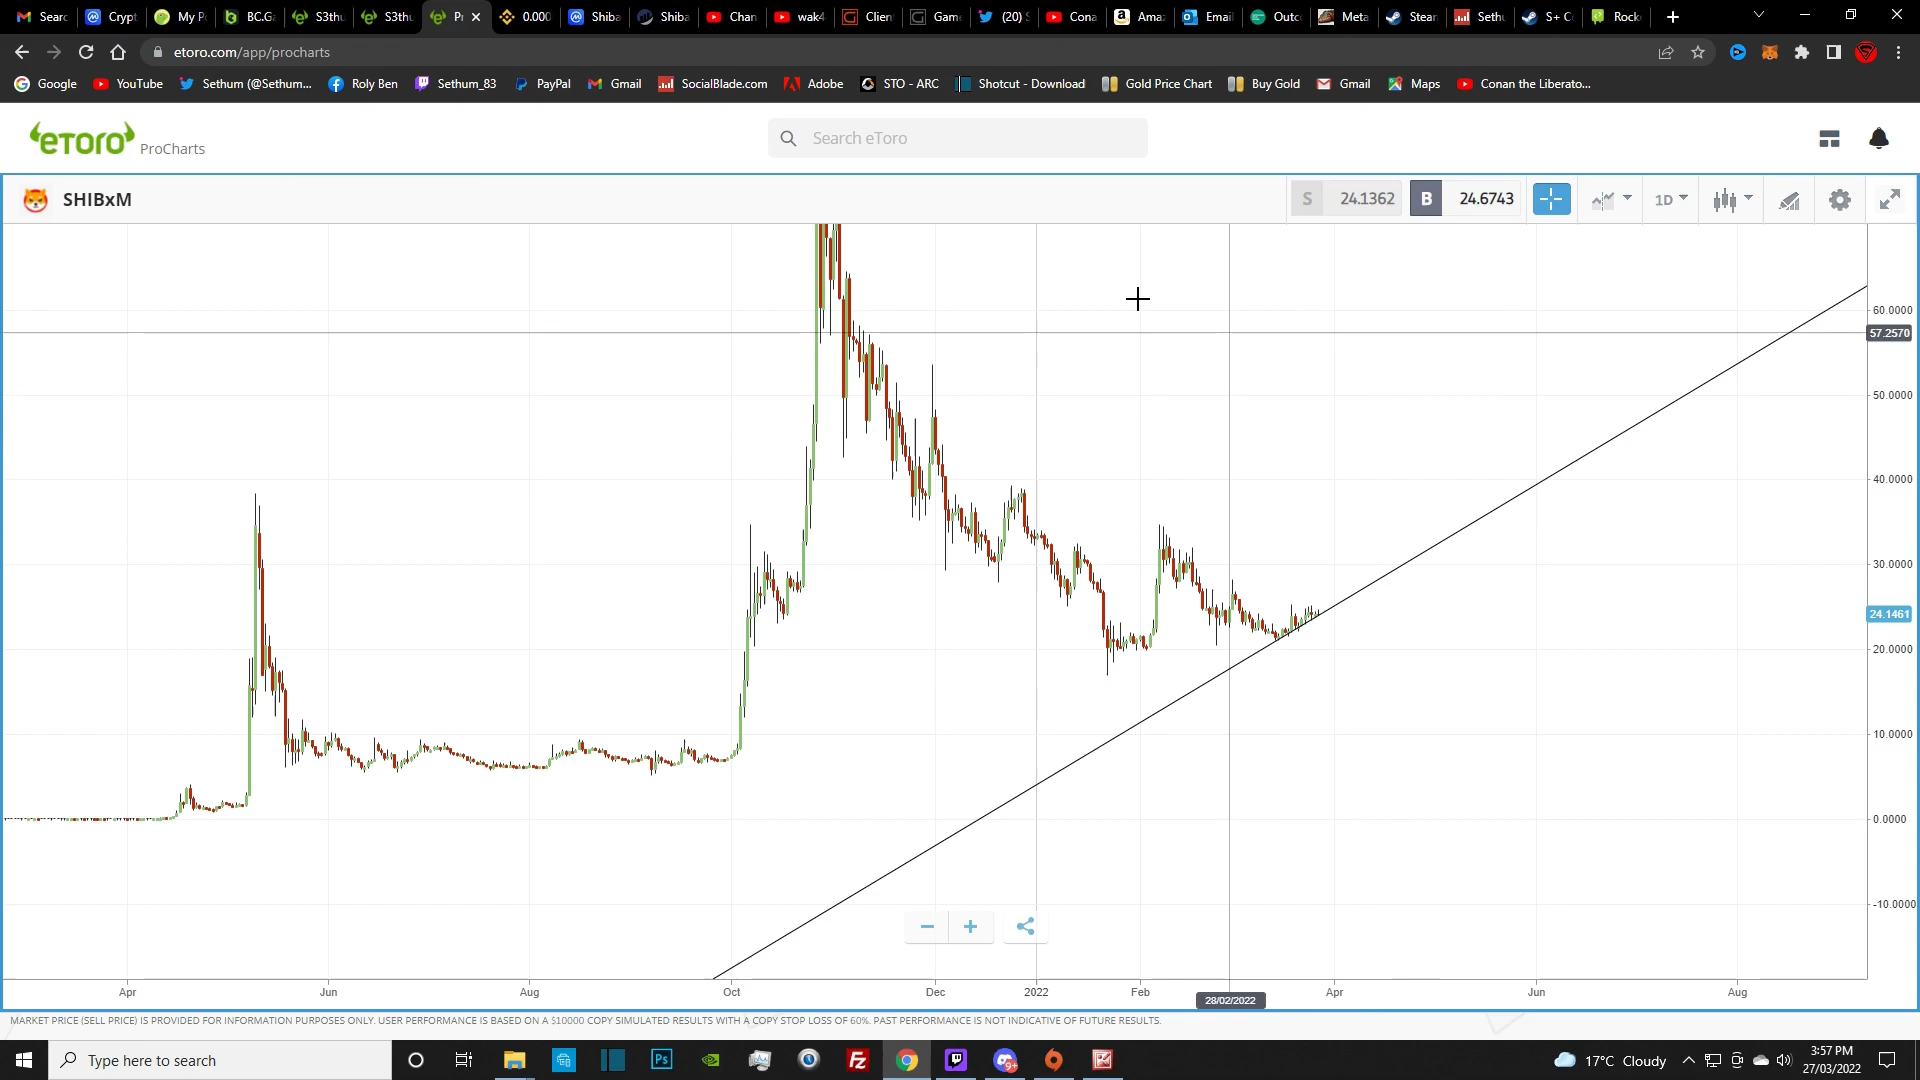 Searc
Crypt
My P
BC.G
S3thu
S3thu
P
0.000
Shiba
Shiba
Chan
wak4
Clien
Game
(20)
Cona
Ama
Email
Outc
Meta
Stear
Sethu
S+ C
Rock
etoro.com/app/procharts
Google
YouTube
Sethum (@Sethum...
Roly Ben
Sethum_83
PayPal
Gmail
SocialBlade.com
Adobe
STO - ARC
Shotcut - Download
Gold Price Chart
Buy Gold
Gmail
Maps
Conan the Liberato...
eToro ProCharts
Search eToro
SHIBxM
S 24.1362
B 24.6743
1D
60.0000
57.2570
50.0000
40.0000
30.0000
24.1461
20.0000
10.0000
0.0000
-10.0000
Apr
Jun
Aug
Oct
Dec
2022
Feb
28/02/2022
Apr
Jun
Aug
MARKET PRICE (SELL PRICE) IS PROVIDED FOR INFORMATION PURPOSES ONLY. USER PERFORMANCE IS BASED ON A $10000 COPY SIMULATED RESULTS WITH A COPY STOP LOSS OF 60%. PAST PERFORMANCE IS NOT INDICATIVE OF FUTURE RESULTS.
Type here to search
Ps
Fz
9+
17°C Cloudy
3:57 PM
27/03/2022